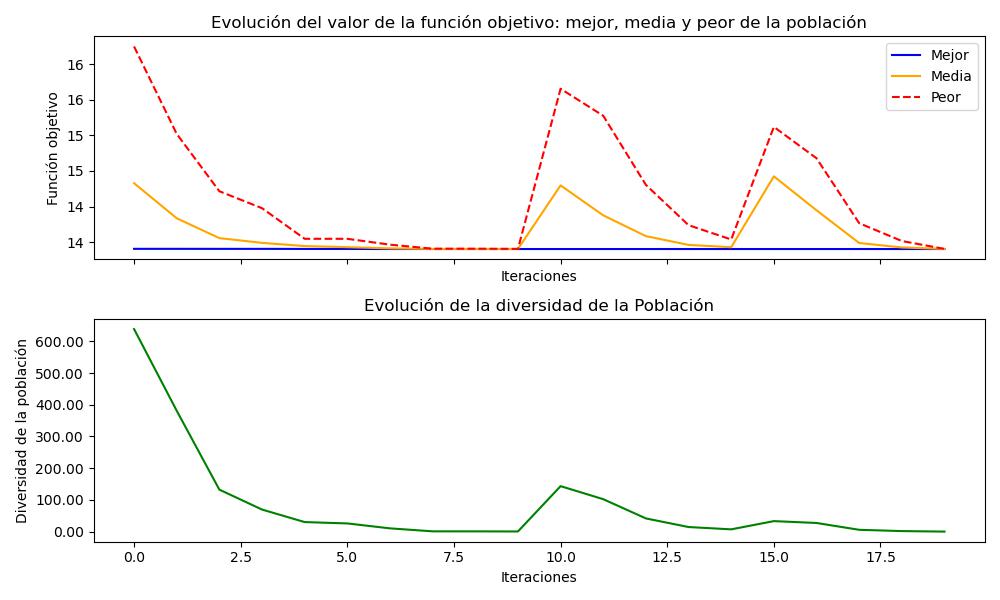 Evolución del valor de la función objetivo: mejor, media y peor de la población
Función objetivo
16
16
15
15
14
14
Mejor
Media
Peor
Iteraciones
Evolución de la diversidad de la Población
Diversidad de la población
600.00
500.00
400.00
300.00
200.00
100.00
0.00
0.0 2.5 5.0 7.5 10.0 12.5 15.0 17.5
Iteraciones